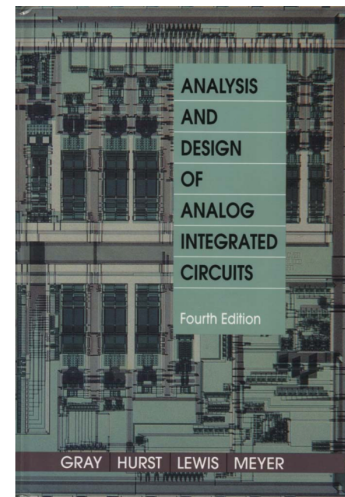 ANALYSIS
AND
DESIGN
OF
ANALOG
INTEGRATED
CIRCUITS
Fourth Edition
GRAY HURST LEWIS MEYER